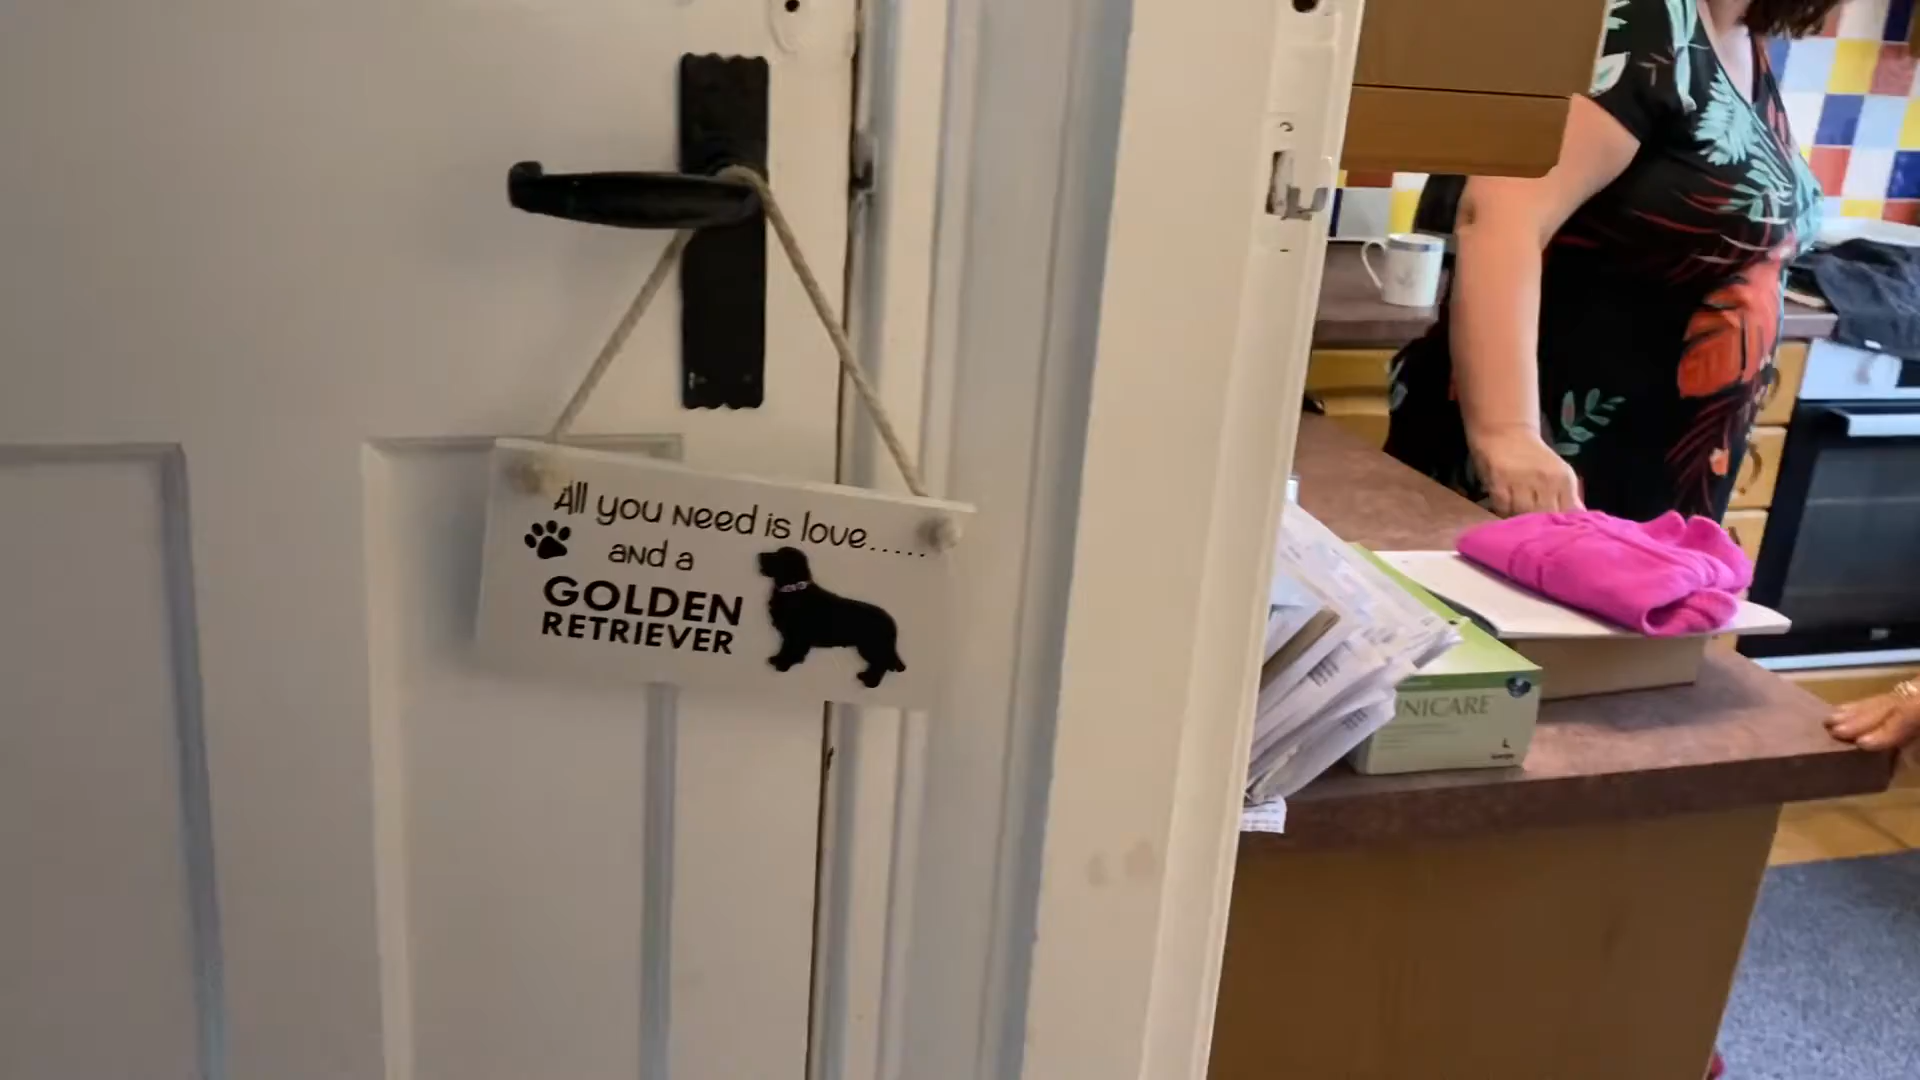 All you need is love.....
and a
GOLDEN
RETRIEVER
NICARE
L